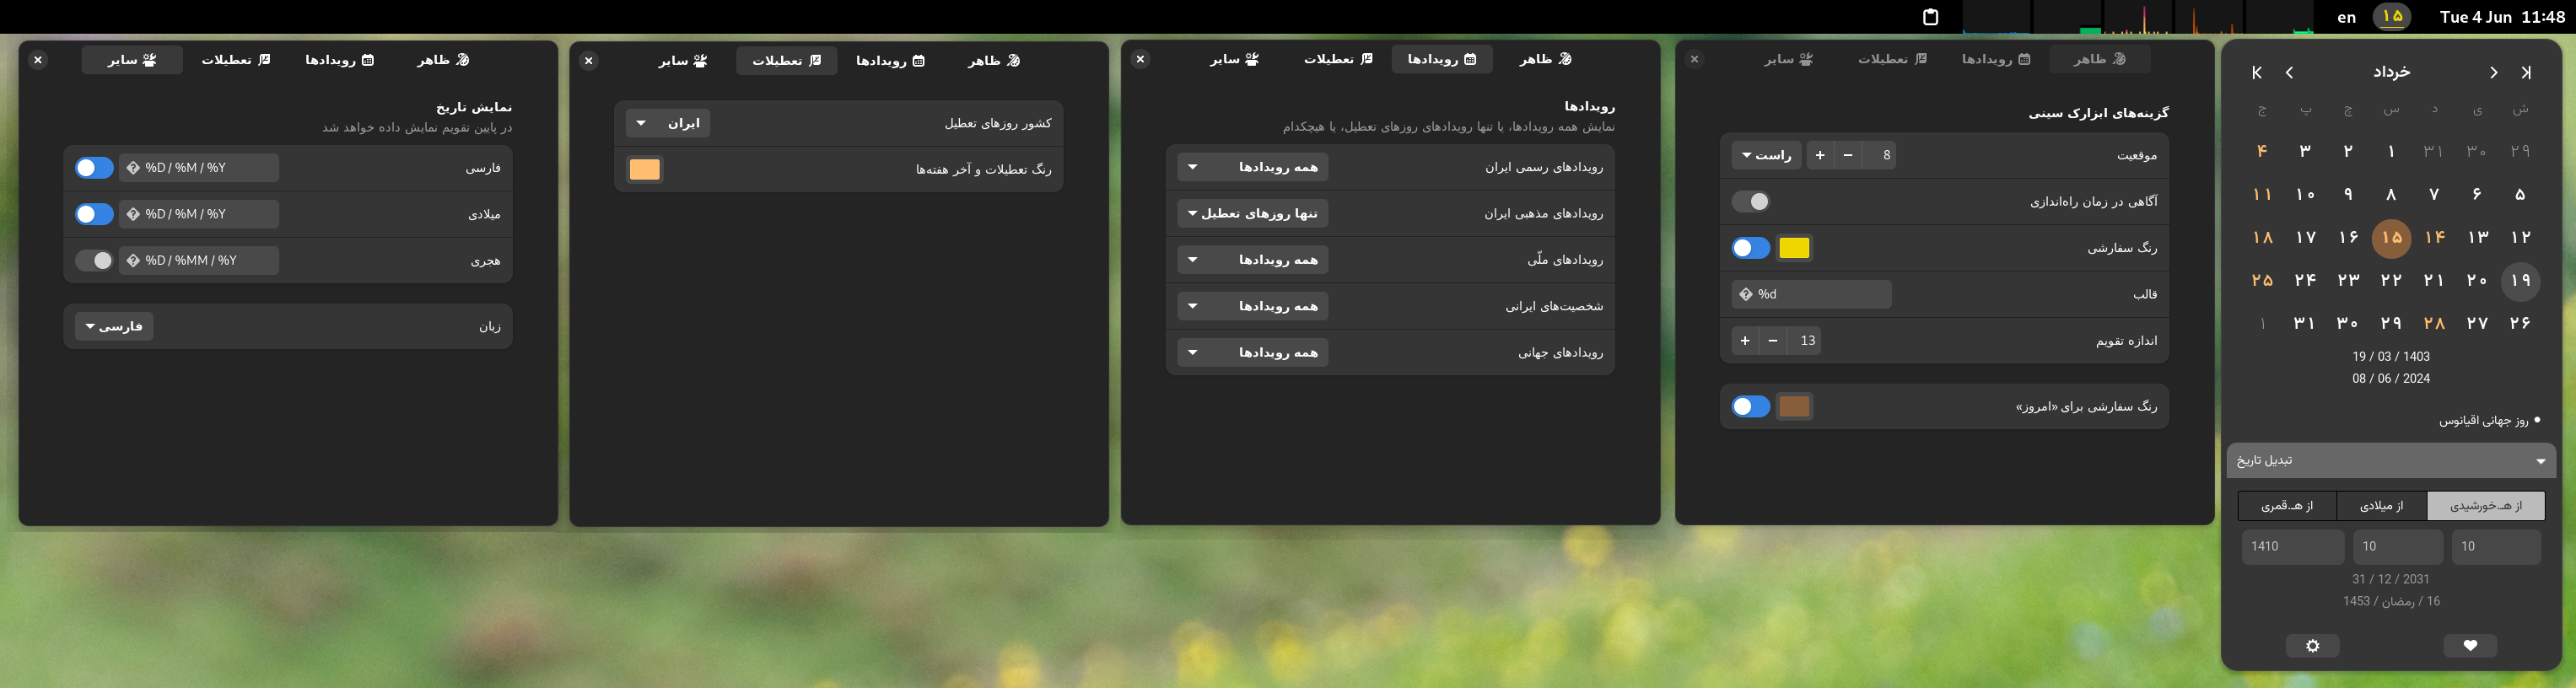 en ۱۵ Tue 4 Jun 11:48
ظاهر رویدادها تعطیلات سایر
نمایش تاریخ
در پایین تقویم نمایش داده خواهد شد
فارسی %D / %M / %Y
میلادی %D / %M / %Y
هجری %D / %MM / %Y
زبان فارسی
ظاهر رویدادها تعطیلات سایر
کشور روزهای تعطیل ایران
رنگ تعطیلات و آخر هفته‌ها
ظاهر رویدادها تعطیلات سایر
رویدادها
نمایش همه رویدادها، یا تنها رویدادهای روزهای تعطیل، یا هیچکدام
رویدادهای رسمی ایران همه رویدادها
رویدادهای مذهبی ایران تنها روزهای تعطیل
رویدادهای ملّی همه رویدادها
شخصیت‌های ایرانی همه رویدادها
رویدادهای جهانی همه رویدادها
ظاهر رویدادها تعطیلات سایر
گزینه‌های ابزارک سینی
موقعیت 8 راست
آگاهی در زمان راه‌اندازی
رنگ سفارشی
قالب %d
اندازه تقویم 13
رنگ سفارشی برای «امروز»
خرداد
ش ی د س چ پ ج
۲۹ ۳۰ ۳۱ ۱ ۲ ۳ ۴
۵ ۶ ۷ ۸ ۹ ۱۰ ۱۱
۱۲ ۱۳ ۱۴ ۱۵ ۱۶ ۱۷ ۱۸
۱۹ ۲۰ ۲۱ ۲۲ ۲۳ ۲۴ ۲۵
۲۶ ۲۷ ۲۸ ۲۹ ۳۰ ۳۱ ۱
19 / 03 / 1403
08 / 06 / 2024
• روز جهانی اقیانوس
تبدیل تاریخ
از هـ.خورشیدی از میلادی از هـ.قمری
1410 10 10
31 / 12 / 2031
16 / رمضان / 1453